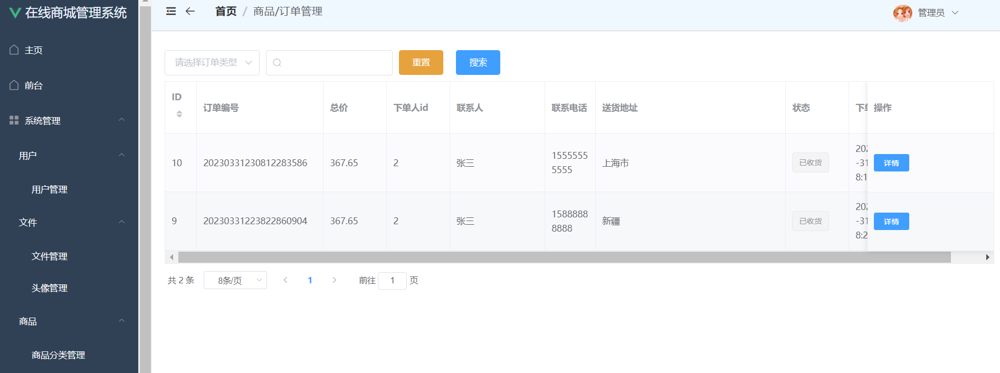 在线商城管理系统
主页
前台
系统管理
用户
用户管理
文件
文件管理
头像管理
商品
商品分类管理
首页 / 商品/订单管理
管理员
请选择订单类型
重置
搜索
ID
订单编号
总价
下单人id
联系人
联系电话
送货地址
状态
下单
操作
10
20230331230812283586
367.65
2
张三
1555555
5555
上海市
已收货
202
-31
8:1
详情
9
20230331223822860904
367.65
2
张三
1588888
8888
新疆
已收货
202
-31
8:2
详情
共 2 条
8条/页
1
前往 1 页